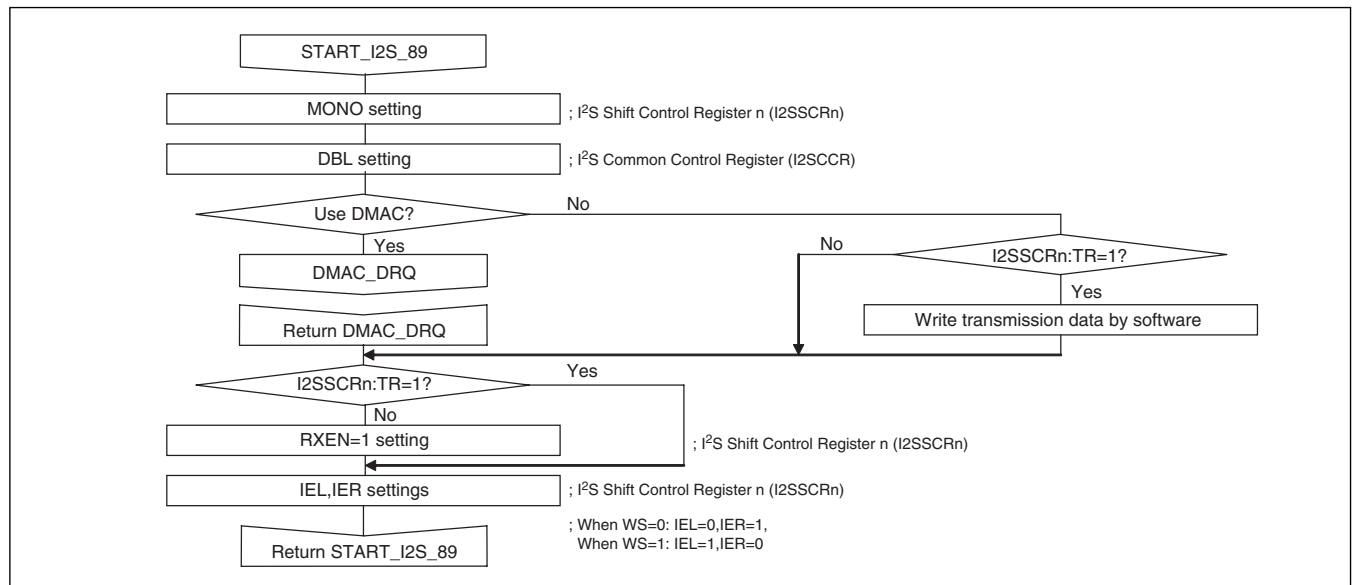 START_I2S_89
MONO setting
; I2S Shift Control Register n (I2SSCRn)
DBL setting
; I2S Common Control Register (I2SCCR)
Use DMAC?
No
Yes
No
I2SSCRn:TR=1?
DMAC_DRQ
Yes
Return DMAC_DRQ
Write transmission data by software
I2SSCRn:TR=1?
Yes
No
RXEN=1 setting
; I2S Shift Control Register n (I2SSCRn)
IEL,IER settings
; I2S Shift Control Register n (I2SSCRn)
; When WS=0: IEL=0,IER=1,
When WS=1: IEL=1,IER=0
Return START_I2S_89